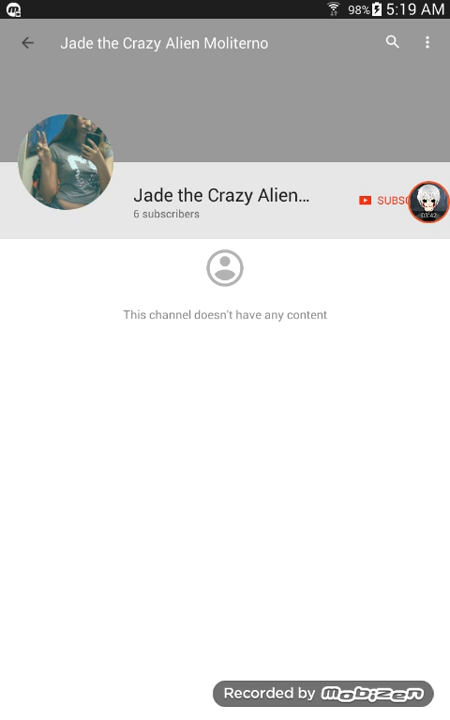 98% 5:19 AM
Jade the Crazy Alien Moliterno
Jade the Crazy Alien...
6 subscribers
SUBSC
03:42
This channel doesn't have any content
Recorded by Mobizen